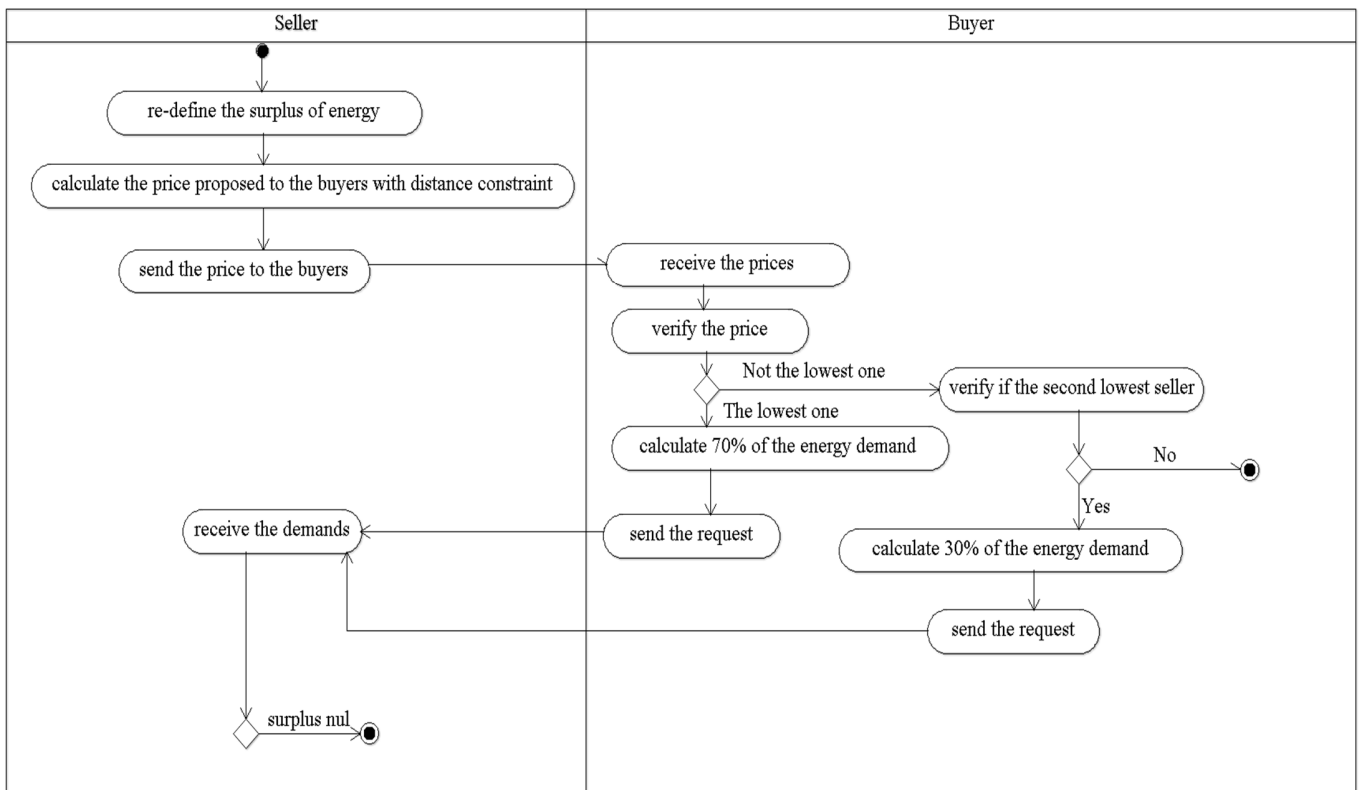 Seller
Buyer
re-define the surplus of energy
calculate the price proposed to the buyers with distance constraint
send the price to the buyers
receive the prices
verify the price
Not the lowest one
verify if the second lowest seller
The lowest one
calculate 70% of the energy demand
No
Yes
receive the demands
send the request
calculate 30% of the energy demand
send the request
surplus nul